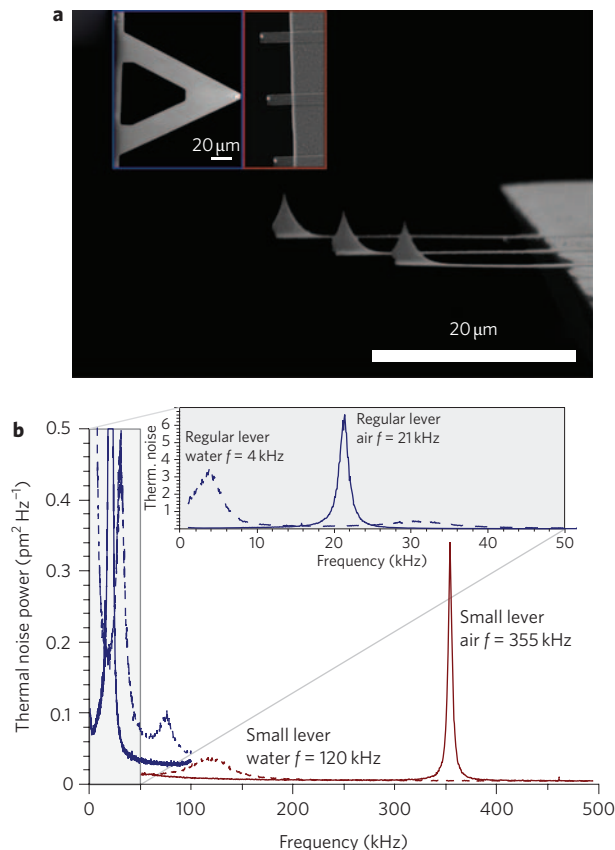 a
20 µm
20 µm
b
Thermal noise power (pm² Hz⁻¹)
0.5
0.4
0.3
0.2
0.1
0
0
100
200
300
400
500
Frequency (kHz)
Therm. noise
6
5
4
3
2
1
0
10
20
30
40
50
Frequency (kHz)
Regular lever
water f = 4 kHz
Regular lever
air f = 21 kHz
Small lever
air f = 355 kHz
Small lever
water f = 120 kHz